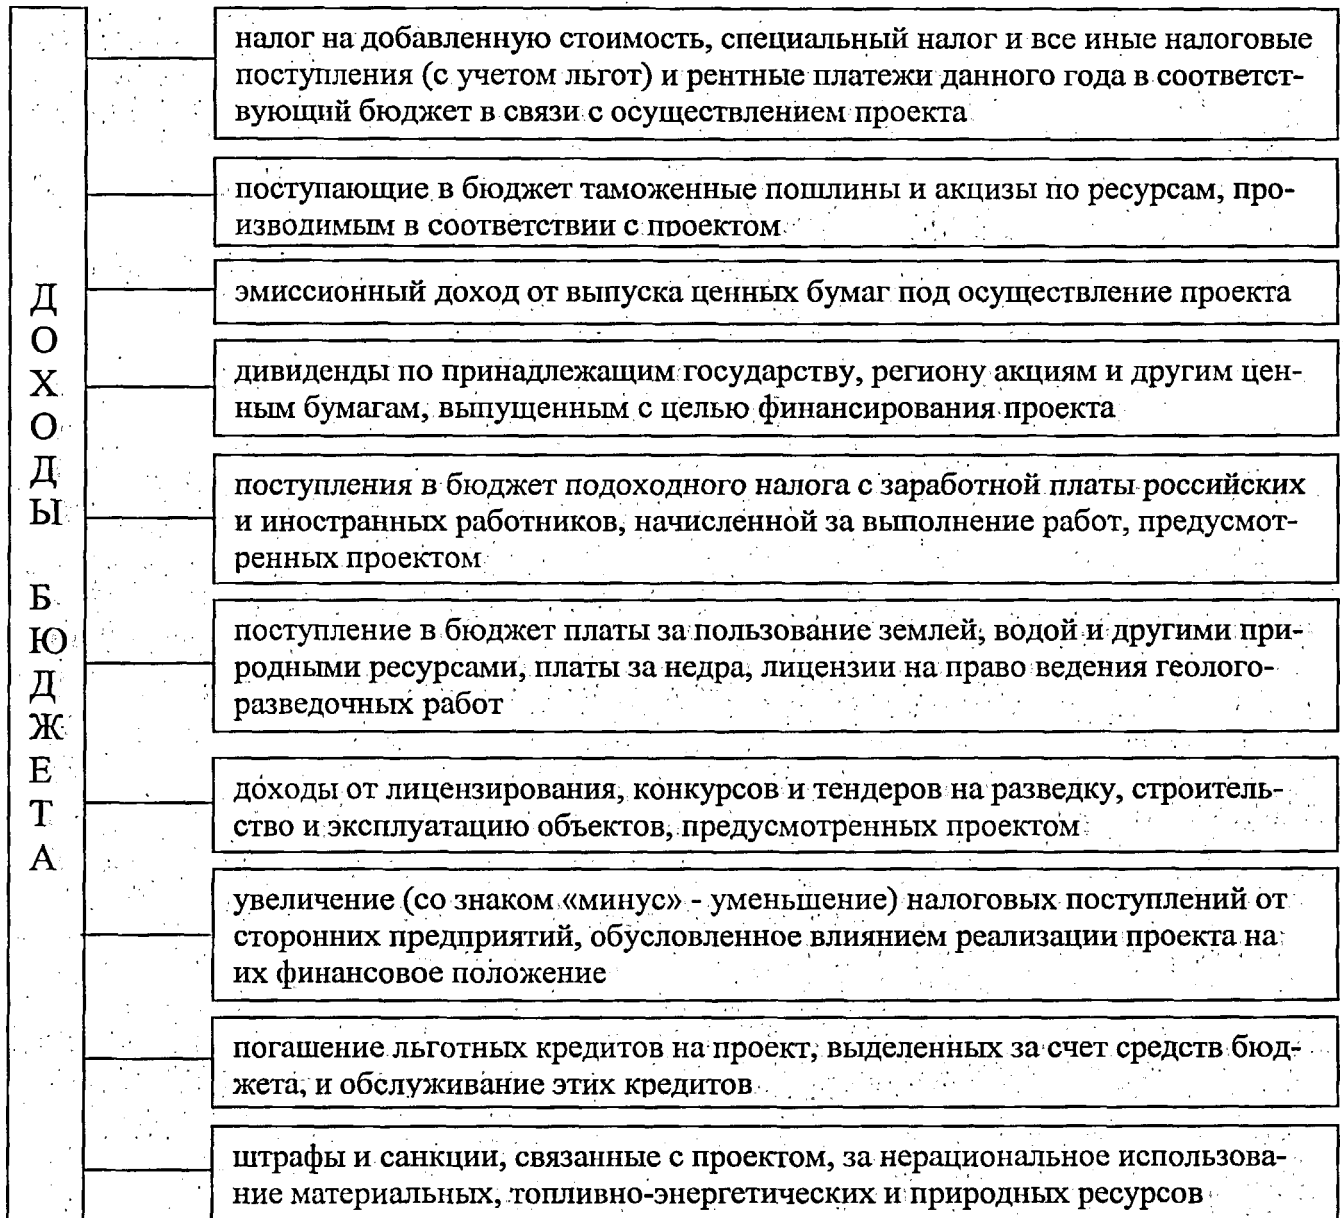 ДОХОДЫ БЮДЖЕТА
налог на добавленную стоимость, специальный налог и все иные налоговые
поступления (с учетом льгот) и рентные платежи данного года в соответст-
вующий бюджет в связи с осуществлением проекта
поступающие в бюджет таможенные пошлины и акцизы по ресурсам, про-
изводимым в соответствии с проектом
эмиссионный доход от выпуска ценных бумаг под осуществление проекта
дивиденды по принадлежащим государству, региону акциям и другим цен-
ным бумагам, выпущенным с целью финансирования проекта
поступления в бюджет подоходного налога с заработной платы российских
и иностранных работников, начисленной за выполнение работ, предусмот-
ренных проектом
поступление в бюджет платы за пользование землей, водой и другими при-
родными ресурсами, платы за недра, лицензии на право ведения геолого-
разведочных работ
доходы от лицензирования, конкурсов и тендеров на разведку, строитель-
ство и эксплуатацию объектов, предусмотренных проектом
увеличение (со знаком «минус» - уменьшение) налоговых поступлений от
сторонних предприятий, обусловленное влиянием реализации проекта на
их финансовое положение
погашение льготных кредитов на проект, выделенных за счет средств бюд-
жета, и обслуживание этих кредитов
штрафы и санкции, связанные с проектом, за нерациональное использова-
ние материальных, топливно-энергетических и природных ресурсов